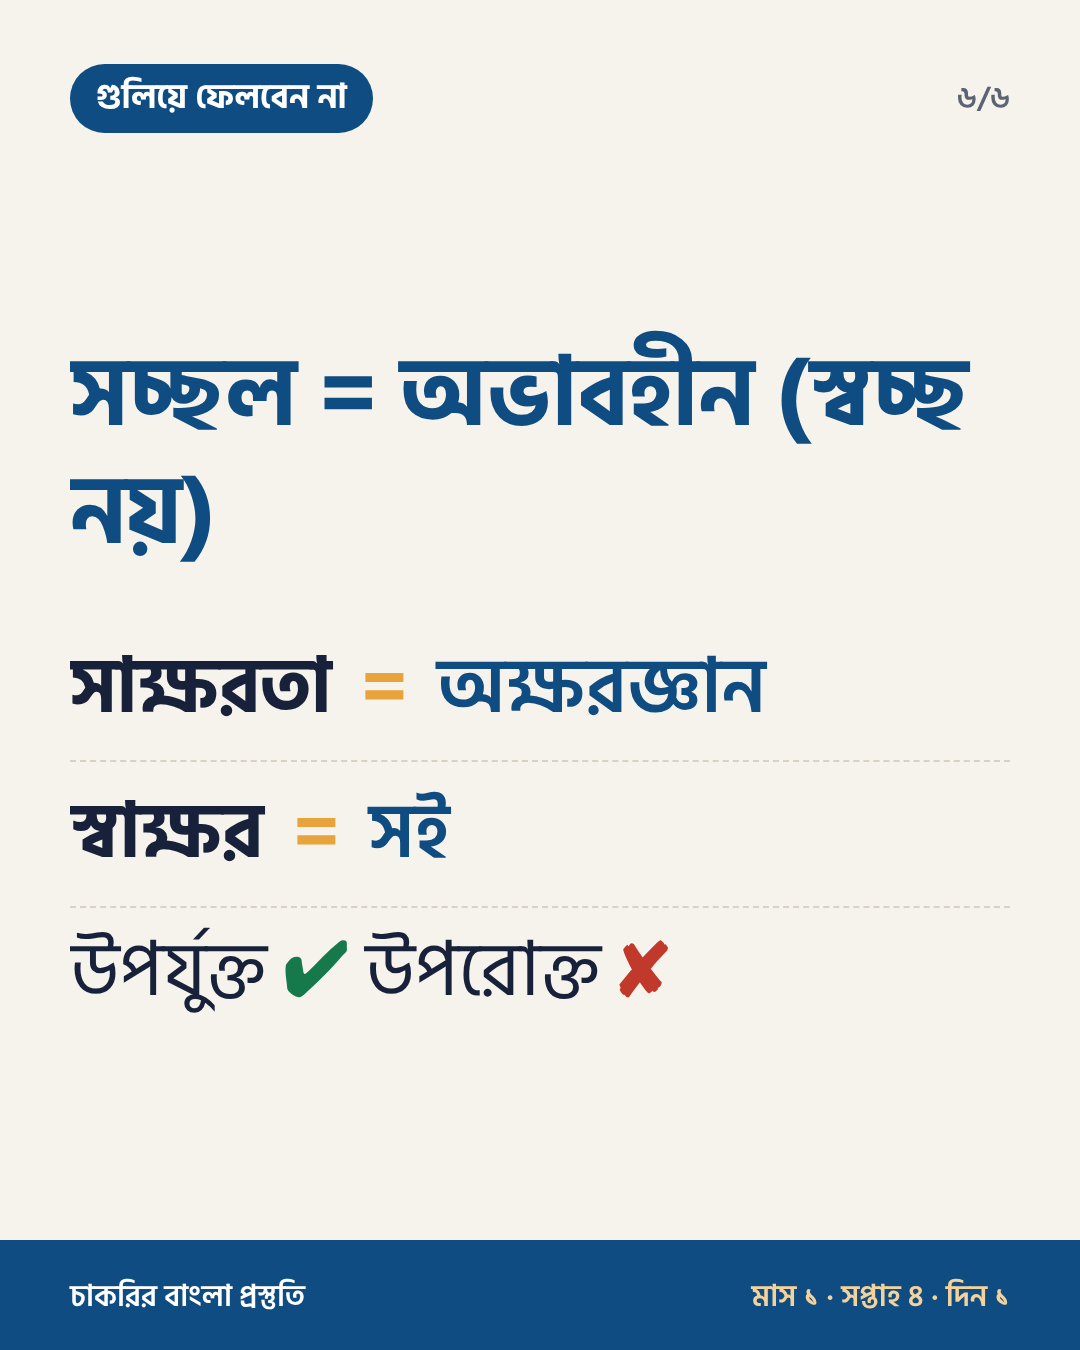 গুলিয়ে ফেলবেন না
৬/৬
সচ্ছল = অভাবহীন (স্বচ্ছ
নয়)
সাক্ষরতা = অক্ষরজ্ঞান
স্বাক্ষর = সই
উপর্যুক্ত ✔ উপরোক্ত ✘
চাকরির বাংলা প্রস্তুতি
মাস ১ · সপ্তাহ ৪ · দিন ১